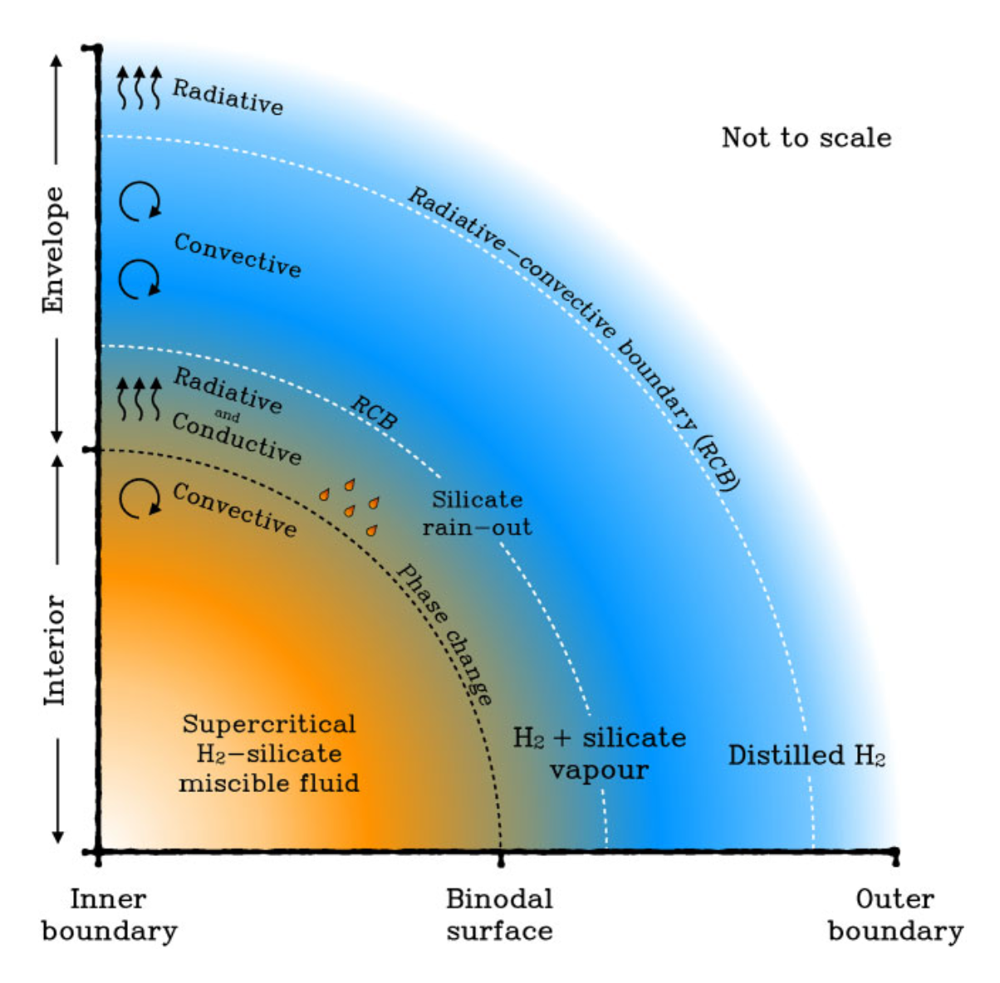 Radiative
Not to scale
Radiative–convective boundary (RCB)
Envelope
Convective
Radiative
and
Conductive
RCB
Convective
Silicate
rain–out
Phase change
Interior
Supercritical
H₂–silicate
miscible fluid
H₂ + silicate
vapour
Distilled H₂
Inner
boundary
Binodal
surface
Outer
boundary